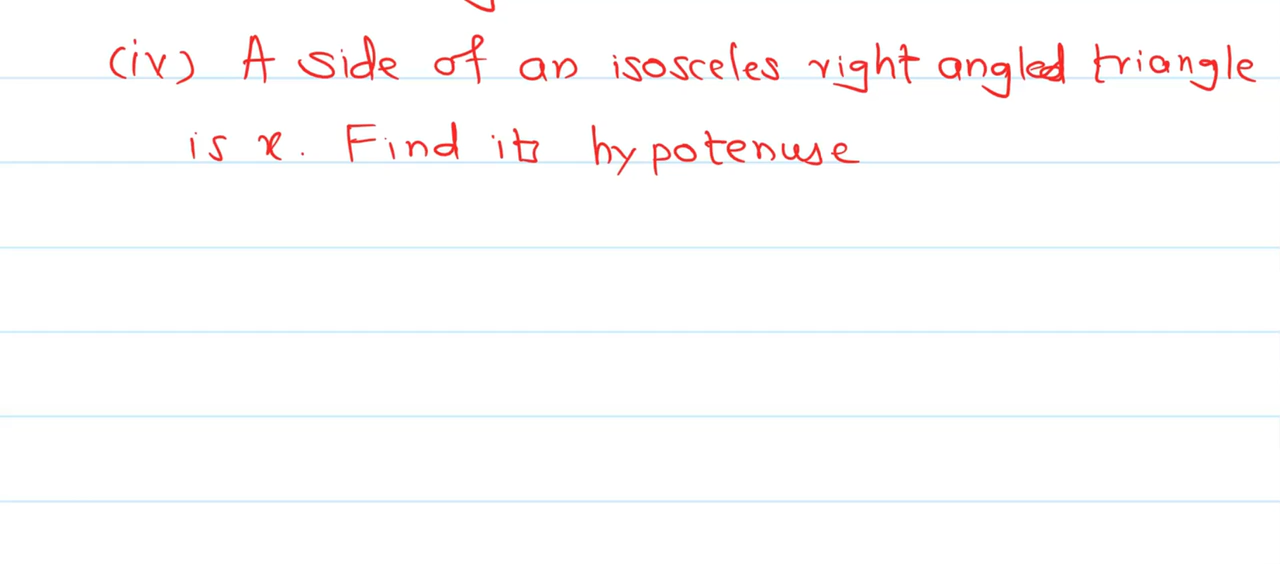 (iv) A side of an isosceles right angled triangle
is x. Find its hypotenuse